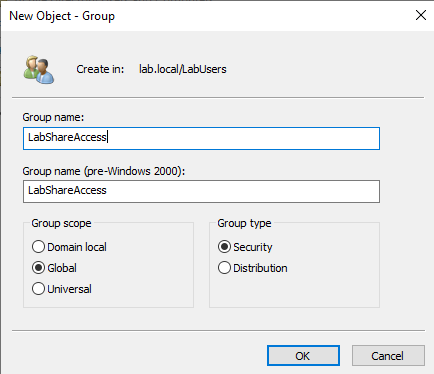 New Object - Group
Create in: lab.local/LabUsers
Group name:
LabShareAccess
Group name (pre-Windows 2000):
LabShareAccess
Group scope
Domain local
Global
Universal
Group type
Security
Distribution
OK
Cancel